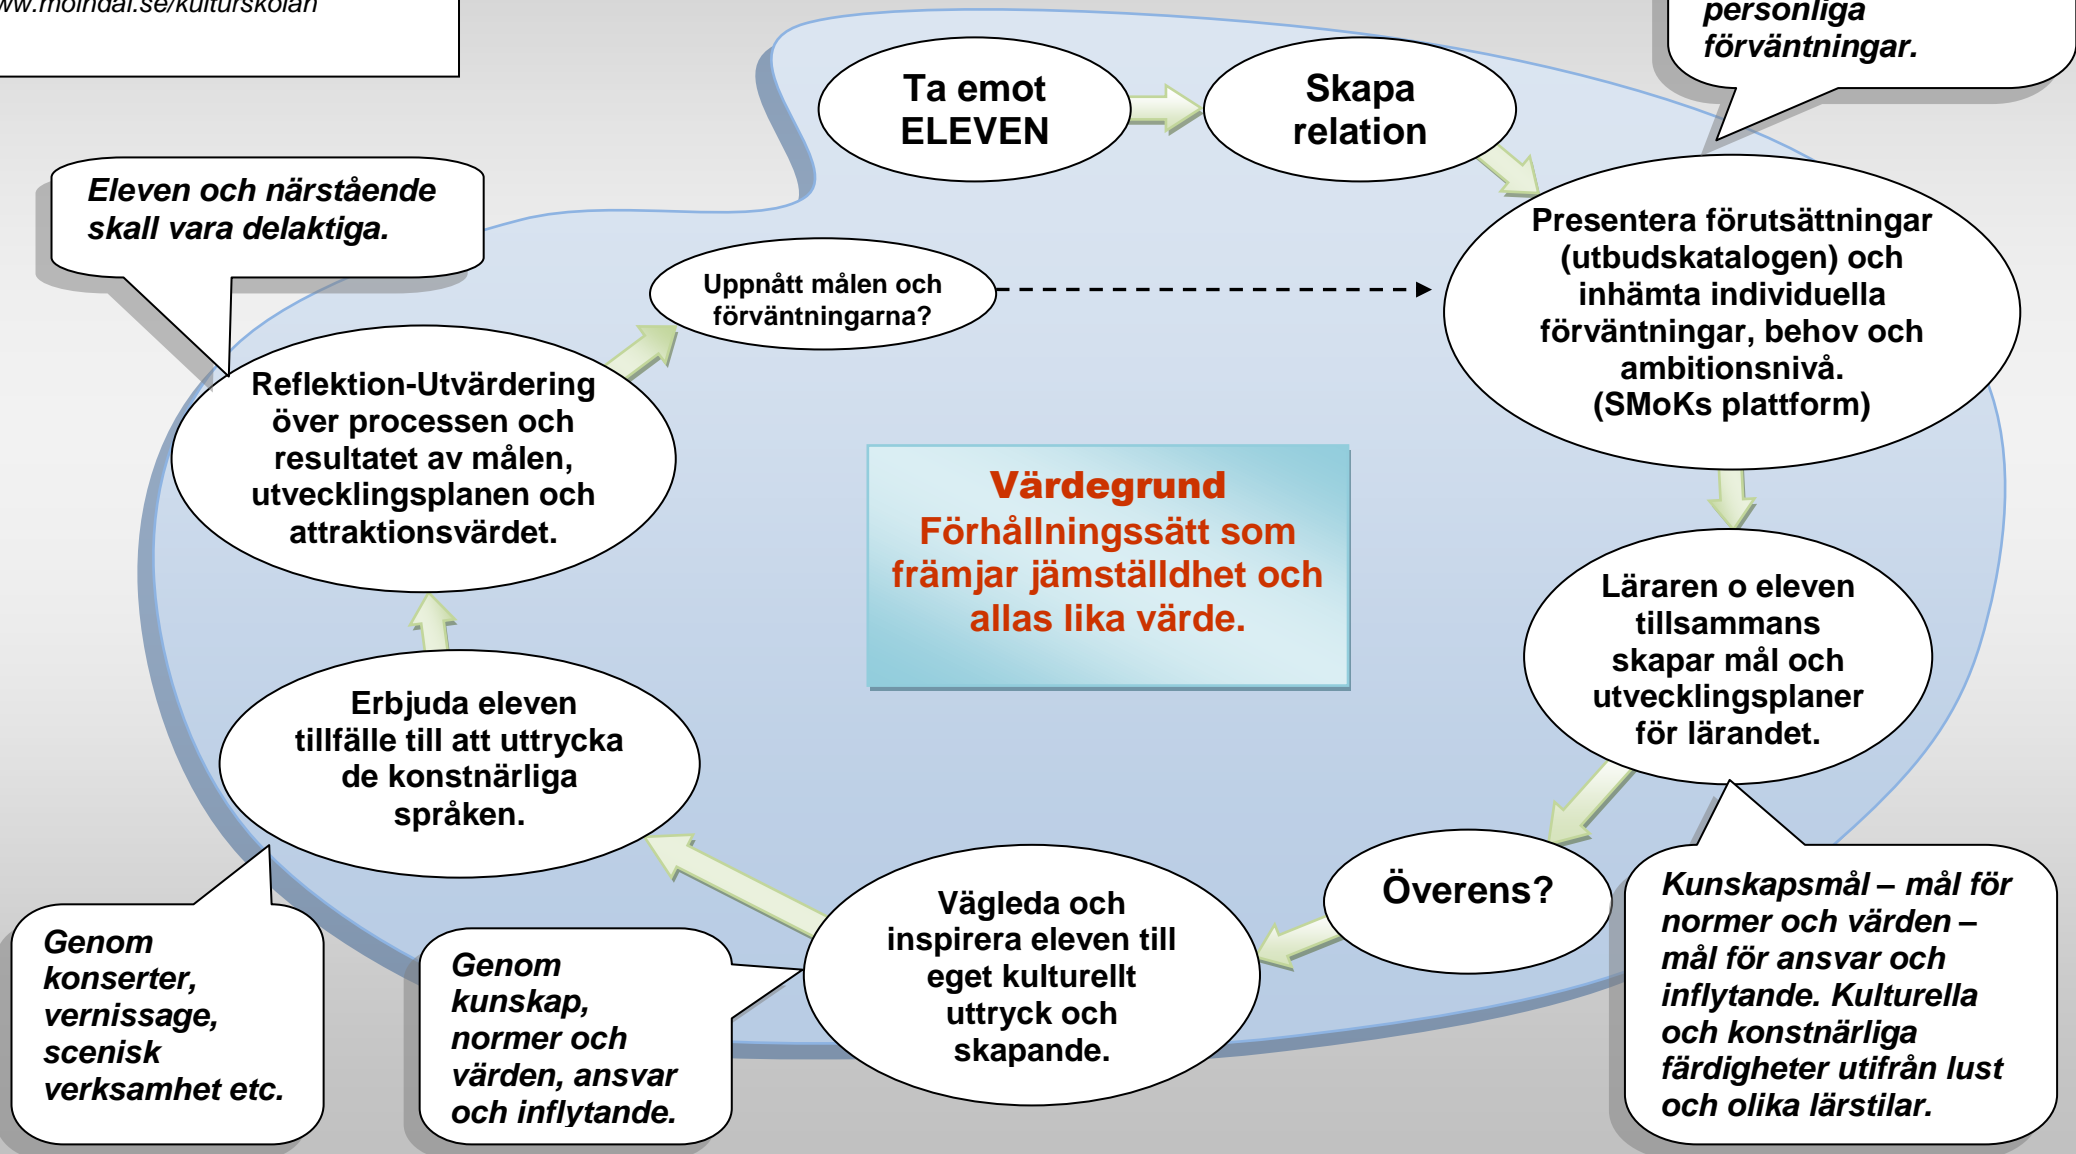 www.molndal.se/kulturskolan
personliga
förväntningar.
Ta emot
ELEVEN
Skapa
relation
Eleven och närstående
skall vara delaktiga.
Uppnått målen och
förväntningarna?
Presentera förutsättningar
(utbudskatalogen) och
inhämta individuella
förväntningar, behov och
ambitionsnivå.
(SMoKs plattform)
Reflektion-Utvärdering
över processen och
resultatet av målen,
utvecklingsplanen och
attraktionsvärdet.
Värdegrund
Förhållningssätt som
främjar jämställdhet och
allas lika värde.
Läraren o eleven
tillsammans
skapar mål och
utvecklingsplaner
för lärandet.
Erbjuda eleven
tillfälle till att uttrycka
de konstnärliga
språken.
Överens?
Vägleda och
inspirera eleven till
eget kulturellt
uttryck och
skapande.
Kunskapsmål – mål för
normer och värden –
mål för ansvar och
inflytande. Kulturella
och konstnärliga
färdigheter utifrån lust
och olika lärstilar.
Genom
konserter,
vernissage,
scenisk
verksamhet etc.
Genom
kunskap,
normer och
värden, ansvar
och inflytande.